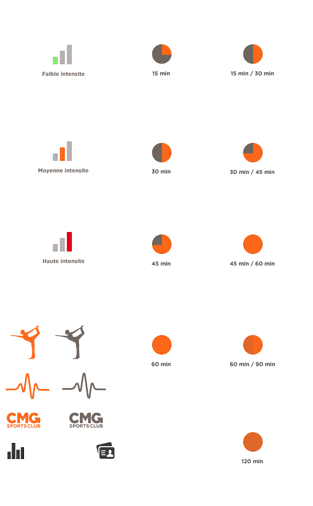 Faible intensite
15 min
15 min / 30 min
Moyenne intensite
30 min
30 min / 45 min
Haute intensite
45 min
45 min / 60 min
60 min
60 min / 90 min
CMG
SPORTS CLUB
CMG
SPORTS CLUB
120 min